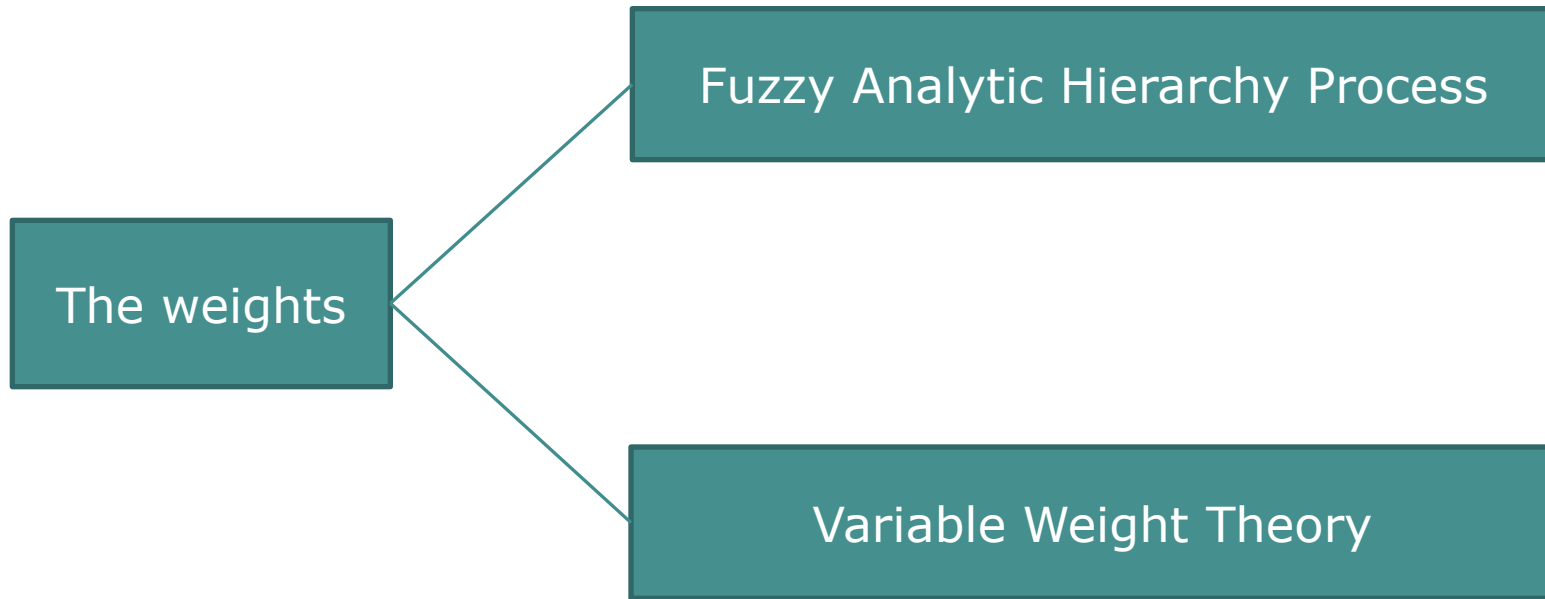 Fuzzy Analytic Hierarchy Process
The weights
Variable Weight Theory